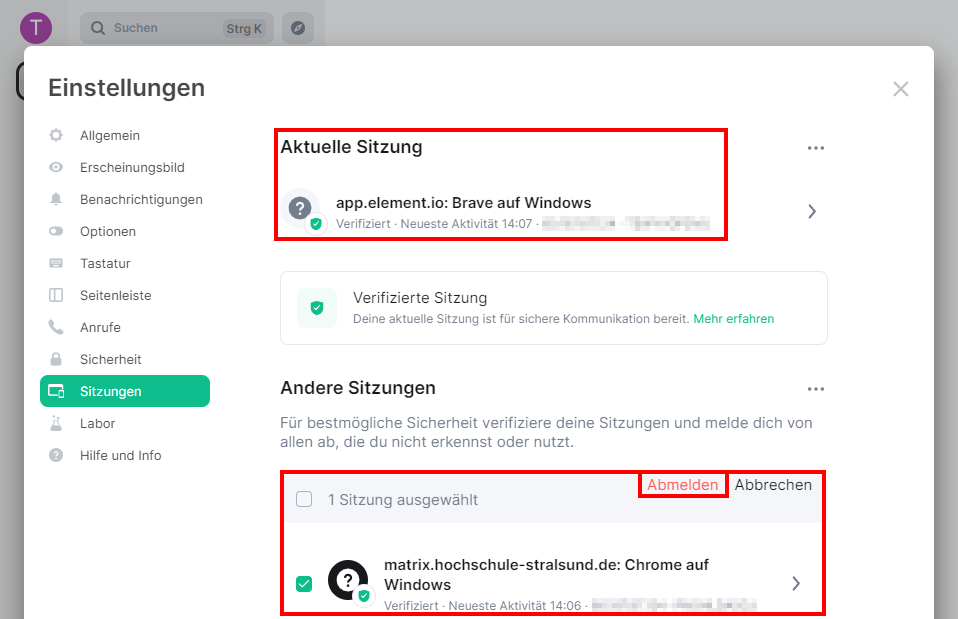 T
Suchen
Strg K
Einstellungen
Allgemein
Erscheinungsbild
Benachrichtigungen
Optionen
Tastatur
Seitenleiste
Anrufe
Sicherheit
Sitzungen
Labor
Hilfe und Info
Aktuelle Sitzung
app.element.io: Brave auf Windows
Verifiziert · Neueste Aktivität 14:07 ·
Verifizierte Sitzung
Deine aktuelle Sitzung ist für sichere Kommunikation bereit. Mehr erfahren
Andere Sitzungen
Für bestmögliche Sicherheit verifiziere deine Sitzungen und melde dich von
allen ab, die du nicht erkennst oder nutzt.
1 Sitzung ausgewählt
Abmelden
Abbrechen
matrix.hochschule-stralsund.de: Chrome auf
Windows
Verifiziert · Neueste Aktivität 14:06 ·